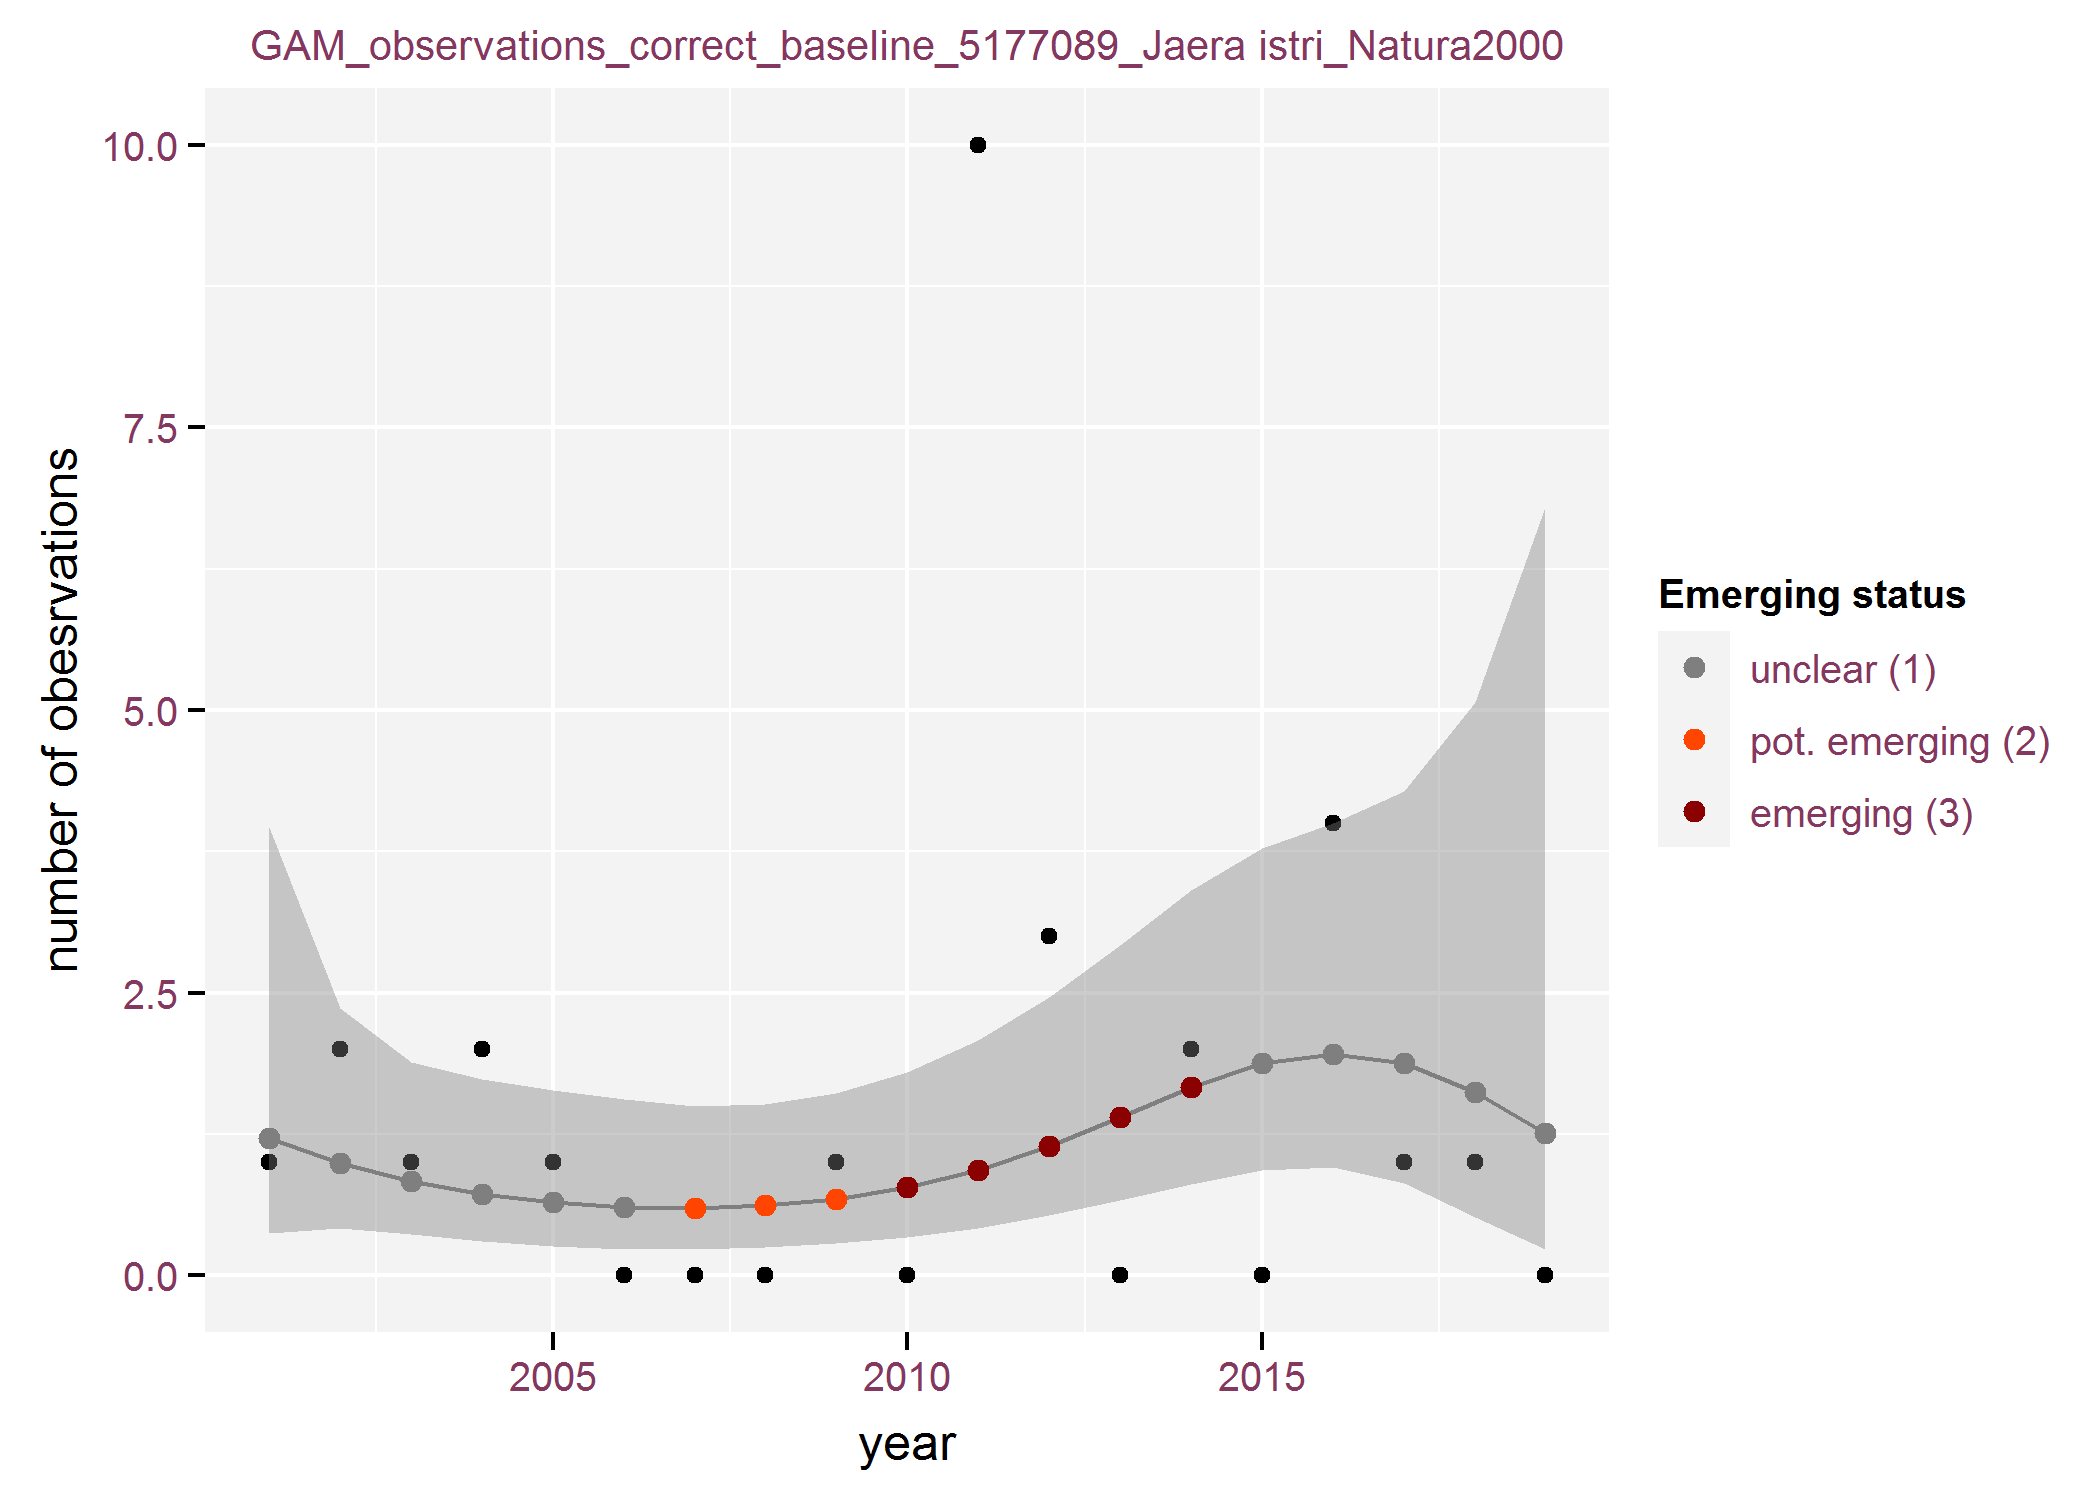 GAM_observations_correct_baseline_5177089_Jaera istri_Natura2000
10.0
7.5
5.0
2.5
0.0
number of obesrvations
2005
2010
2015
year
Emerging status
unclear (1)
pot. emerging (2)
emerging (3)